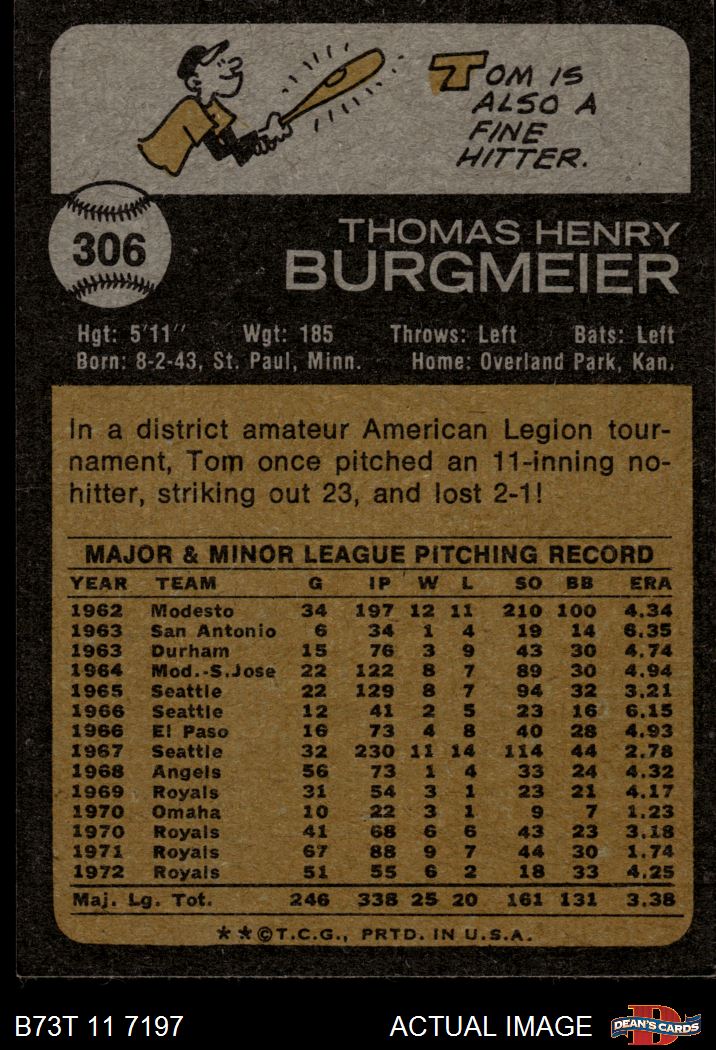 TOM IS
ALSO A
FINE
HITTER.
306
THOMAS HENRY
BURGMEIER
Hgt: 5'11" Wgt: 185 Throws: Left Bats: Left
Born: 8-2-43, St. Paul, Minn. Home: Overland Park, Kan.
In a district amateur American Legion tour-
nament, Tom once pitched an 11-inning no-
hitter, striking out 23, and lost 2-1!
MAJOR & MINOR LEAGUE PITCHING RECORD
YEAR TEAM G IP W L SO BB ERA
1962 Modesto 34 197 12 11 210 100 4.34
1963 San Antonio 6 34 1 4 19 14 6.35
1963 Durham 15 76 3 9 43 30 4.74
1964 Mod.-S.Jose 22 122 8 7 89 30 4.94
1965 Seattle 22 129 8 7 94 32 3.21
1966 Seattle 12 41 2 5 23 16 6.15
1966 El Paso 16 73 4 8 40 28 4.93
1967 Seattle 32 230 11 14 114 44 2.78
1968 Angels 56 73 1 4 33 24 4.32
1969 Royals 31 54 3 1 23 21 4.17
1970 Omaha 10 22 3 1 9 7 1.23
1970 Royals 41 68 6 6 43 23 3.18
1971 Royals 67 88 9 7 44 30 1.74
1972 Royals 51 55 6 2 18 33 4.25
Maj. Lg. Tot. 246 338 25 20 161 131 3.38
**©T.C.G., PRTD. IN U.S.A.
B73T 11 7197 ACTUAL IMAGE DEAN'S CARDS